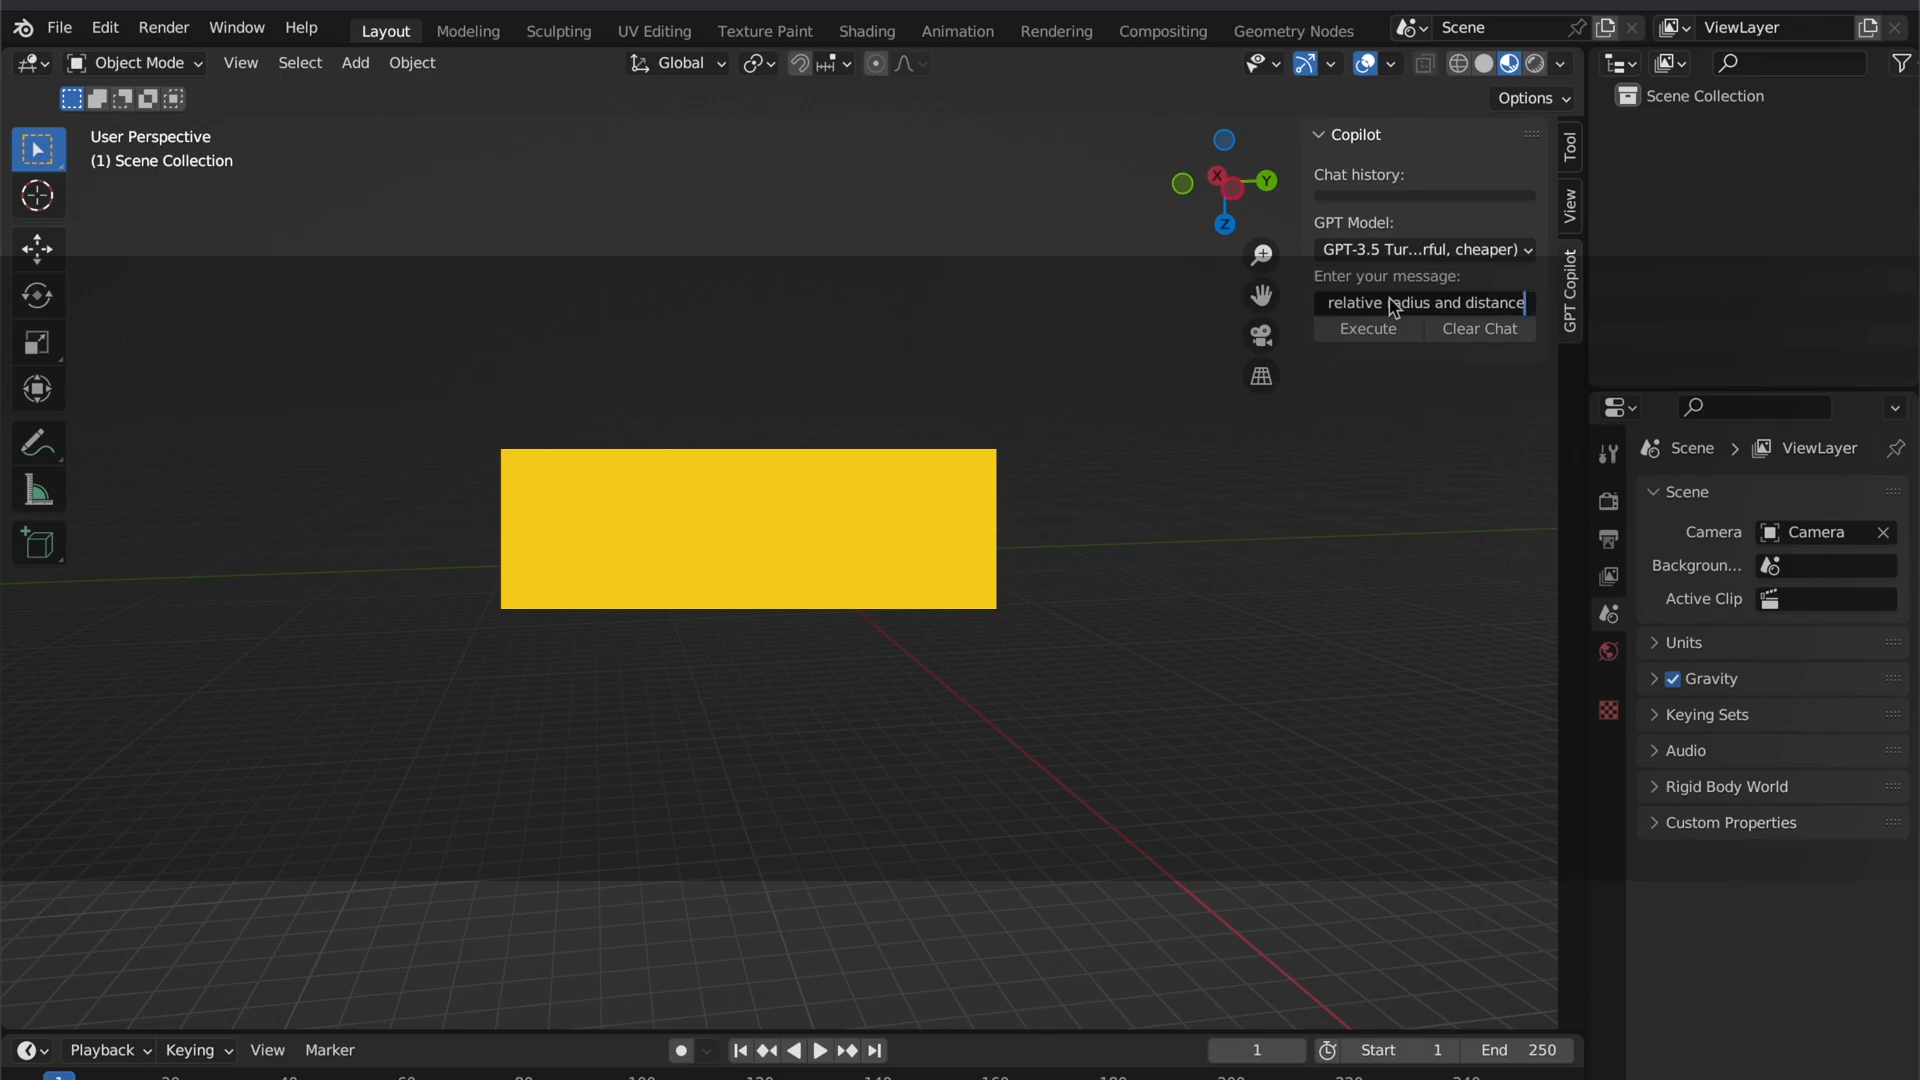 File Edit Render Window Help Layout Modeling Sculpting UV Editing Texture Paint Shading Animation Rendering Compositing Geometry Nodes Scene ViewLayer
Object Mode View Select Add Object Global
Options
User Perspective
(1) Scene Collection
X
Y
Z
Copilot
Chat history:
GPT Model:
GPT-3.5 Tur...rful, cheaper)
Enter your message:
relative radius and distance
Execute Clear Chat
Tool
View
GPT Copilot
Scene Collection
Scene ViewLayer
Scene
Camera Camera
Backgroun...
Active Clip
Units
Gravity
Keying Sets
Audio
Rigid Body World
Custom Properties
Playback Keying View Marker 1 Start 1 End 250